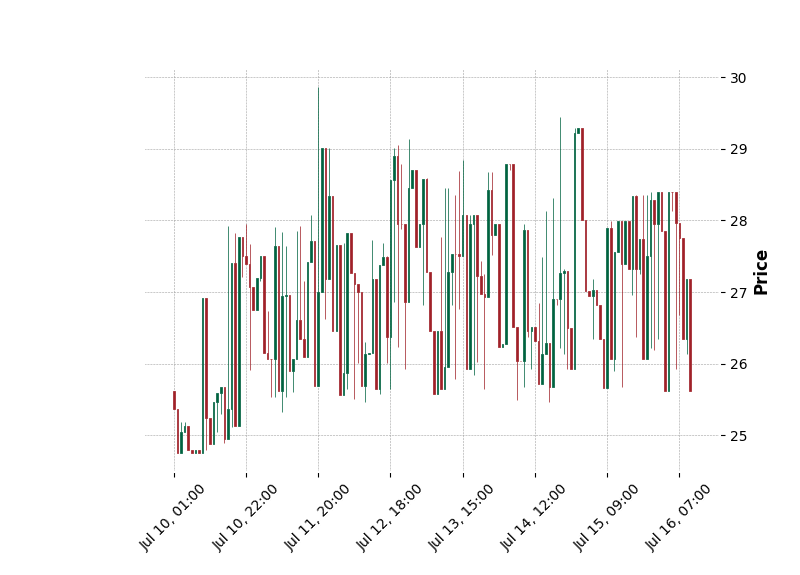 30
29
28
27
26
25
Price
Jul 10, 01:00
Jul 10, 22:00
Jul 11, 20:00
Jul 12, 18:00
Jul 13, 15:00
Jul 14, 12:00
Jul 15, 09:00
Jul 16, 07:00